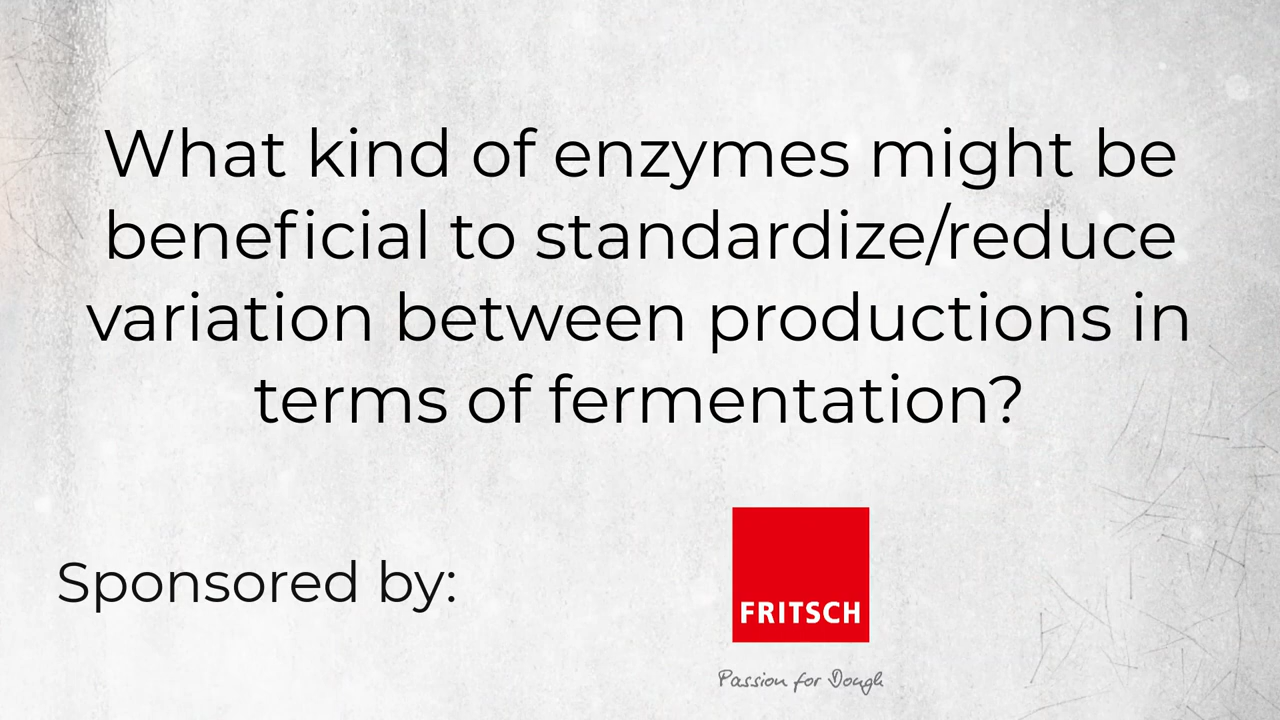 What kind of enzymes might be
beneficial to standardize/reduce
variation between productions in
terms of fermentation?
Sponsored by:
FRITSCH
Passion for Dough